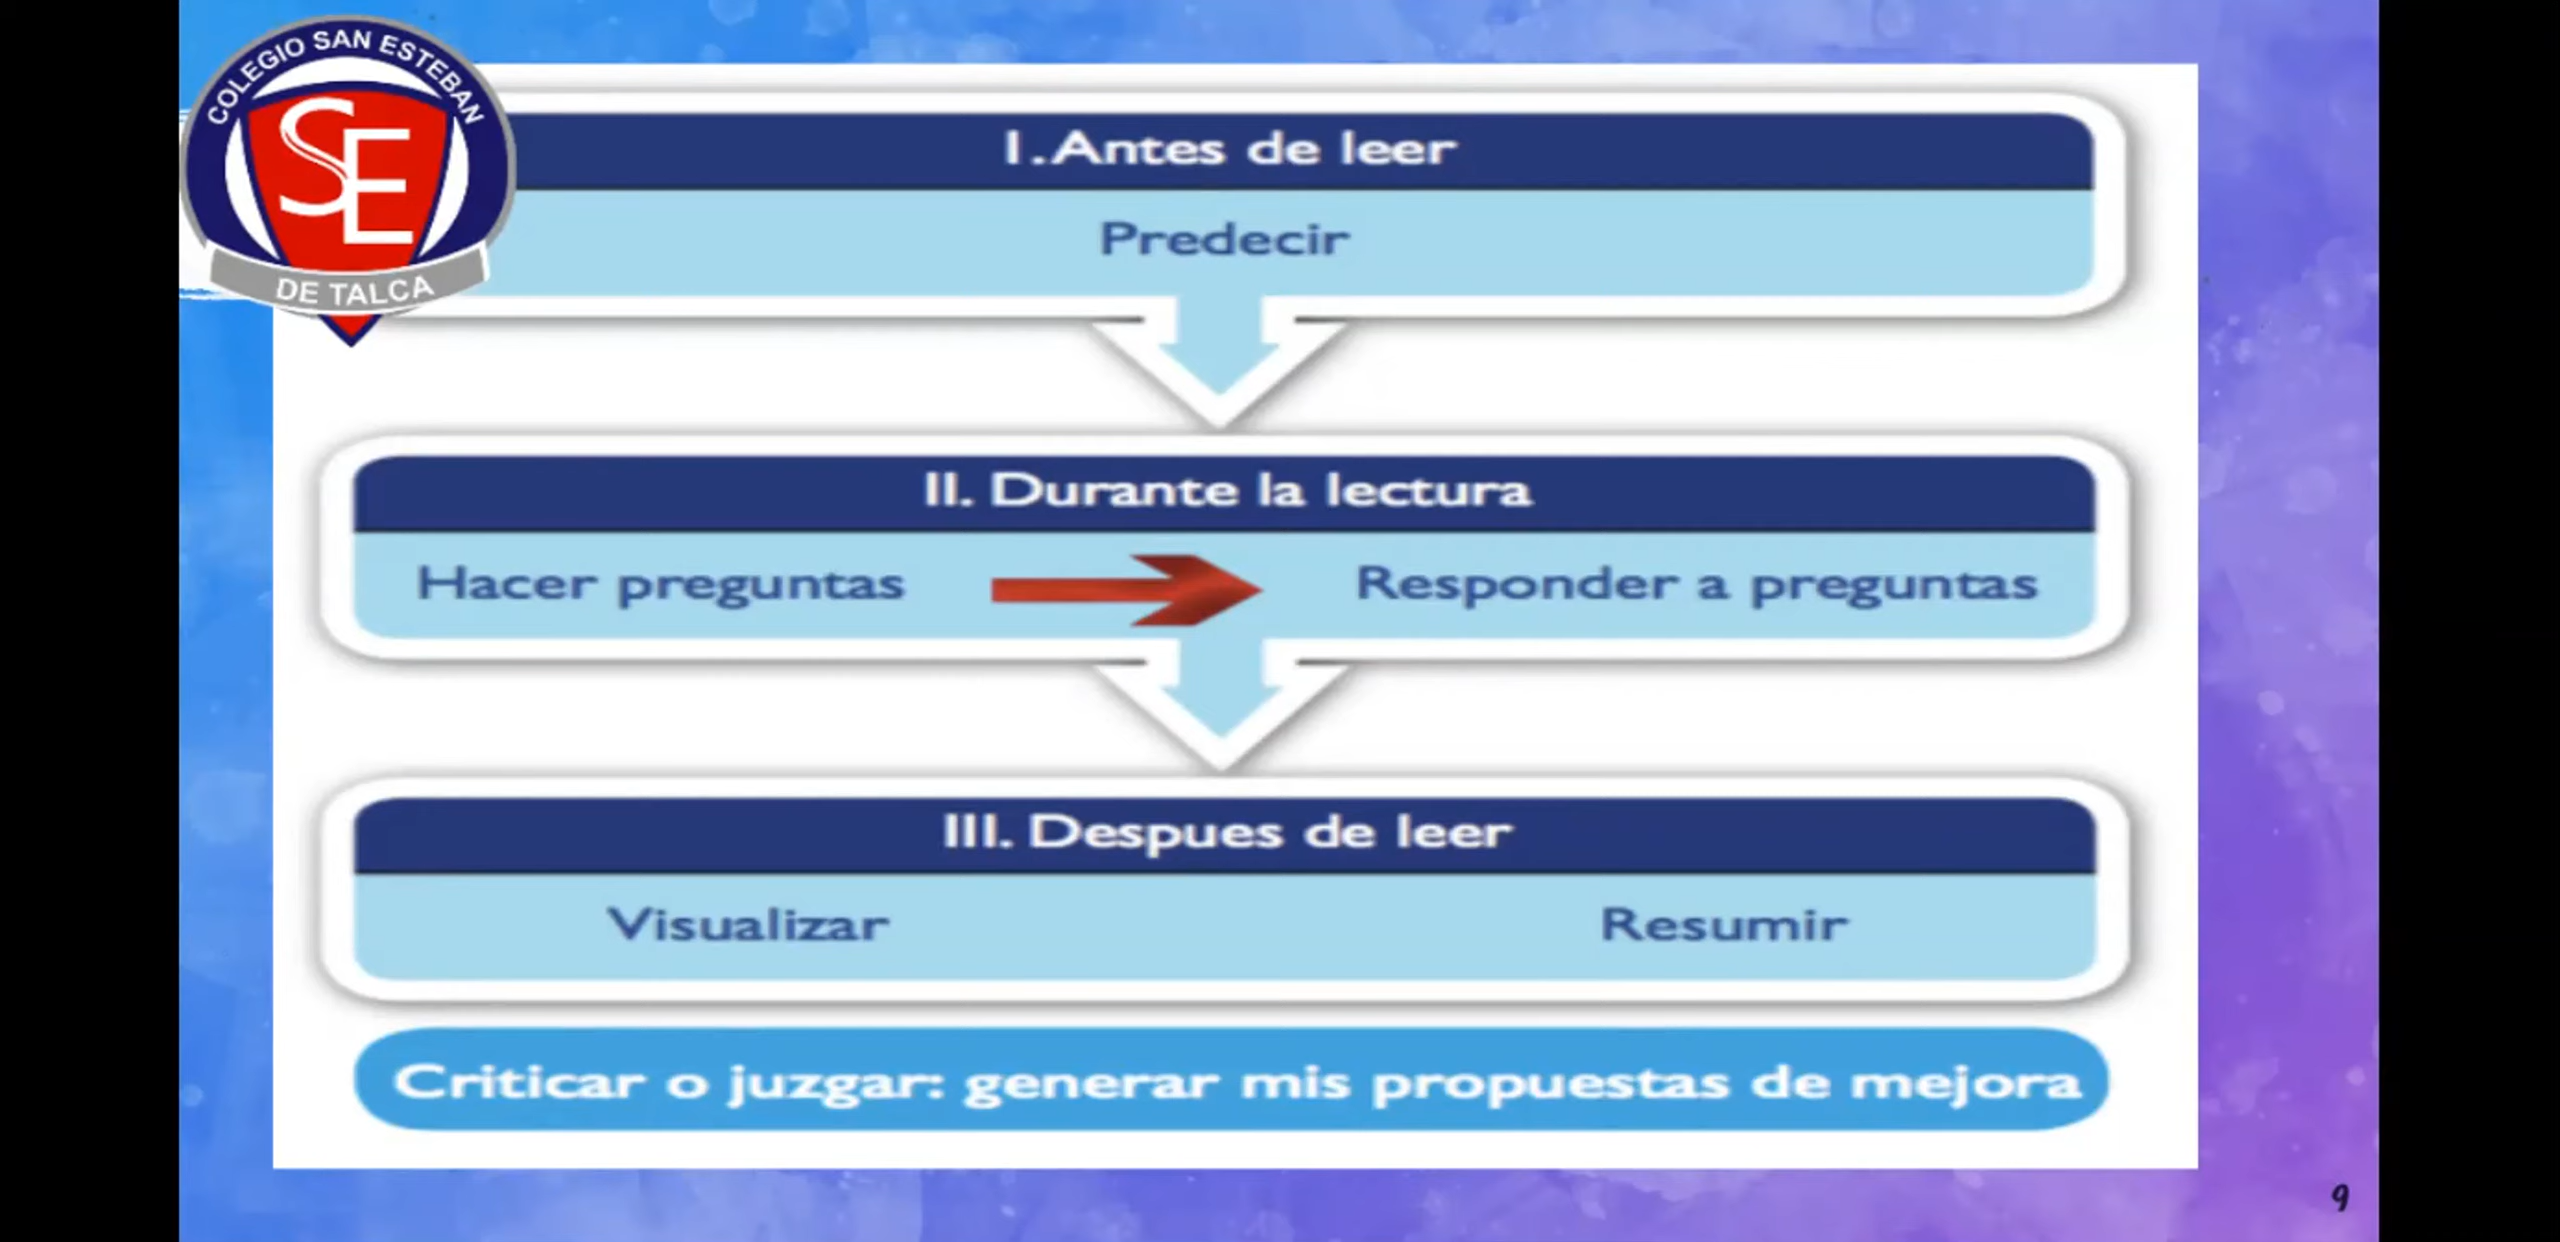 COLEGIO SAN ESTEBAN
SE
DE TALCA
I. Antes de leer
Predecir
II. Durante la lectura
Hacer preguntas
Responder a preguntas
III. Despues de leer
Visualizar
Resumir
Criticar o juzgar: generar mis propuestas de mejora
9